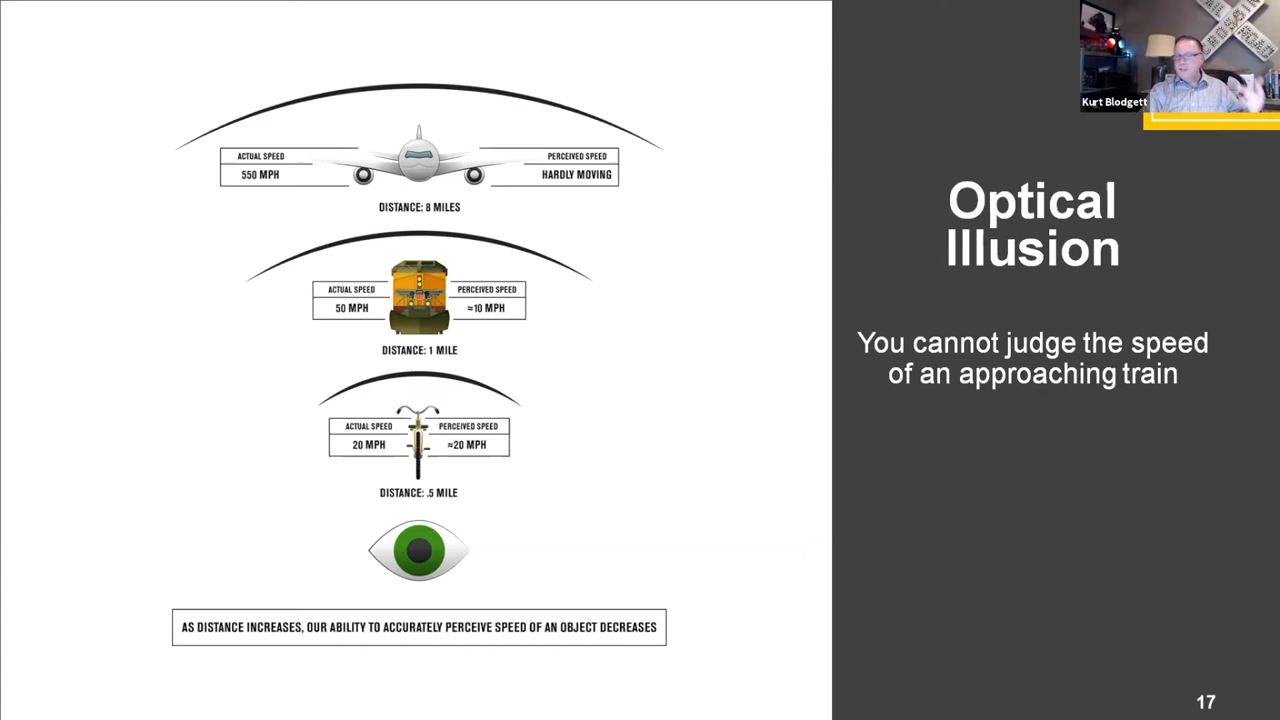 Kurt Blodgett
ACTUAL SPEED
550 MPH
PERCEIVED SPEED
HARDLY MOVING
DISTANCE: 8 MILES
ACTUAL SPEED
50 MPH
PERCEIVED SPEED
≈10 MPH
DISTANCE: 1 MILE
ACTUAL SPEED
20 MPH
PERCEIVED SPEED
≈20 MPH
DISTANCE: .5 MILE
AS DISTANCE INCREASES, OUR ABILITY TO ACCURATELY PERCEIVE SPEED OF AN OBJECT DECREASES
Optical
Illusion
You cannot judge the speed
of an approaching train
17